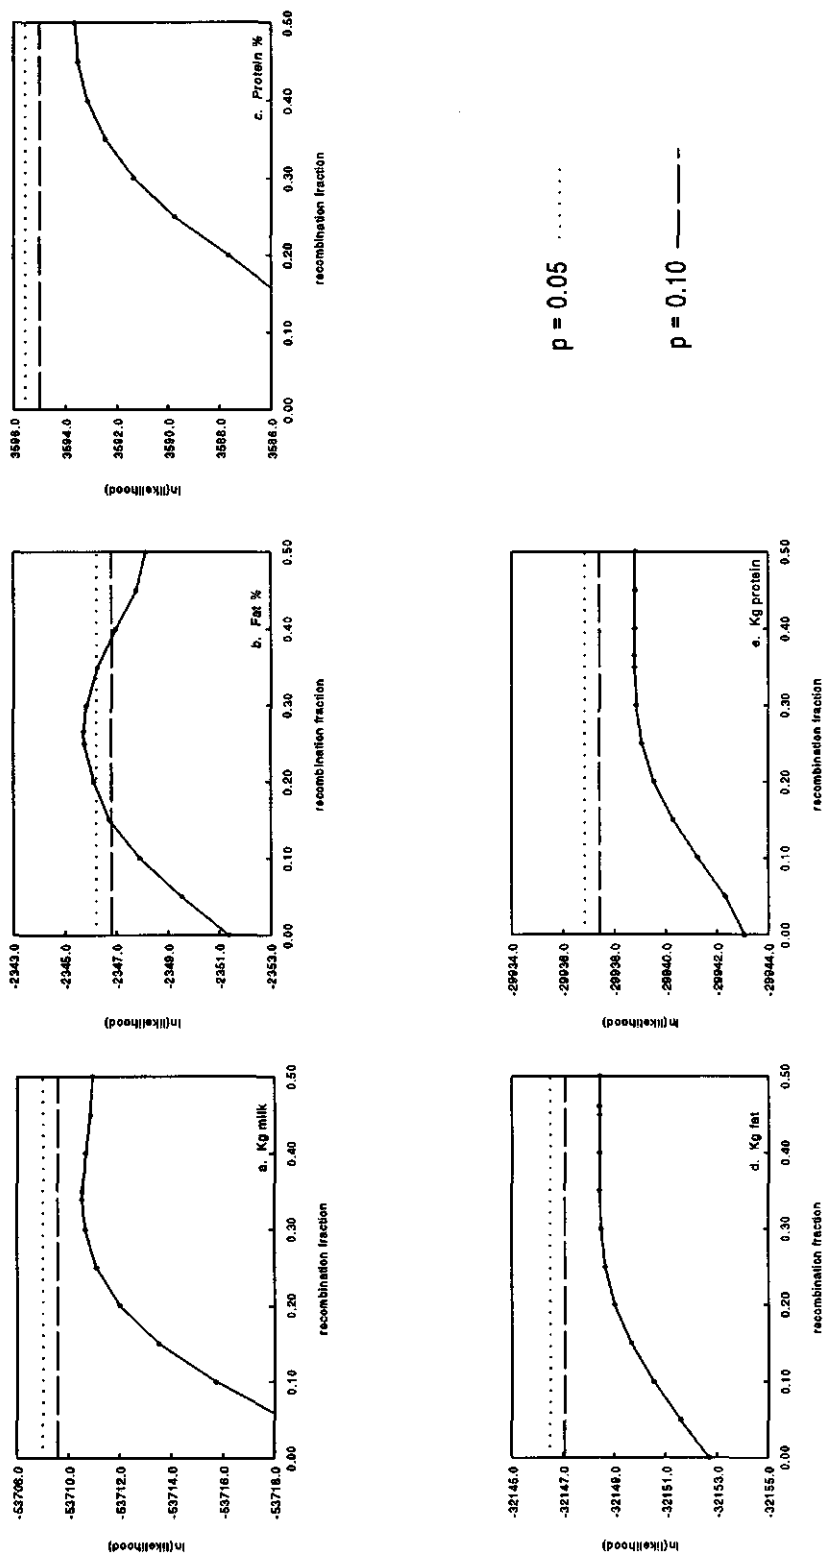 ln(likelihood)
-53708.0
-53710.0
-53712.0
-53714.0
-53716.0
-53718.0
a. Kg milk
0.00 0.10 0.20 0.30 0.40 0.50
recombination fraction
ln(likelihood)
-2343.0
-2345.0
-2347.0
-2349.0
-2351.0
-2353.0
b. Fat %
0.00 0.10 0.20 0.30 0.40 0.50
recombination fraction
ln(likelihood)
3596.0
3594.0
3592.0
3590.0
3588.0
3586.0
c. Protein %
0.00 0.10 0.20 0.30 0.40 0.50
recombination fraction
ln(likelihood)
-32145.0
-32147.0
-32149.0
-32151.0
-32153.0
-32155.0
d. Kg fat
0.00 0.10 0.20 0.30 0.40 0.50
recombination fraction
ln(likelihood)
-29934.0
-29936.0
-29938.0
-29940.0
-29942.0
-29944.0
e. Kg protein
0.00 0.10 0.20 0.30 0.40 0.50
recombination fraction
p = 0.05
p = 0.10